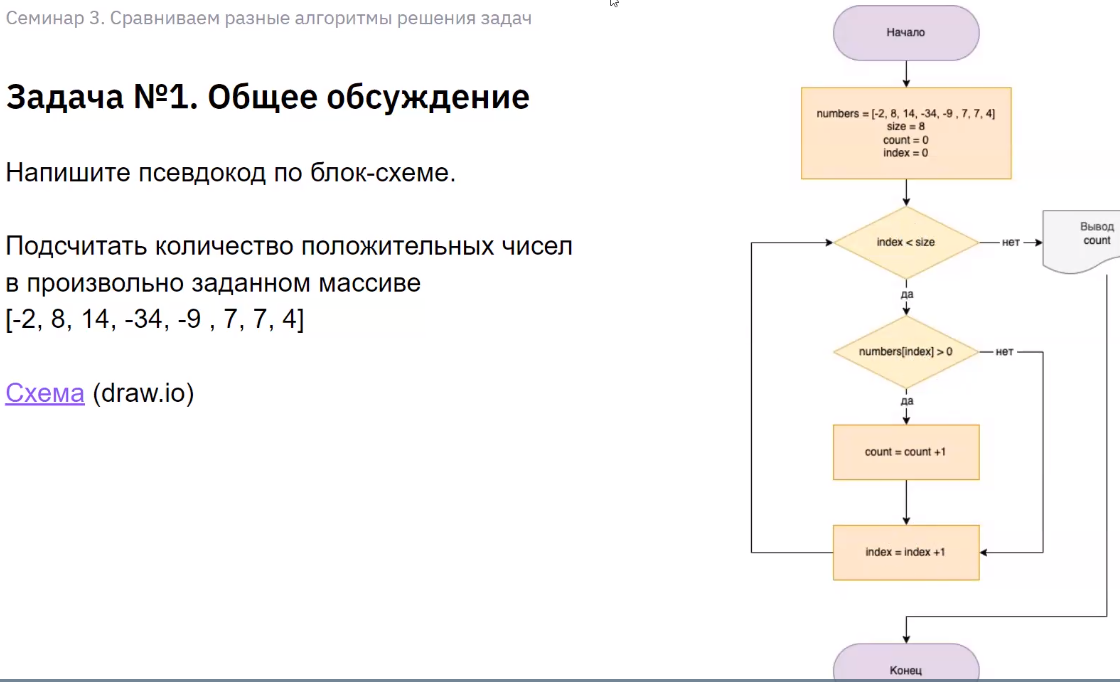 Семинар 3. Сравниваем разные алгоритмы решения задач
Задача №1. Общее обсуждение
Напишите псевдокод по блок-схеме.
Подсчитать количество положительных чисел
в произвольно заданном массиве
[-2, 8, 14, -34, -9 , 7, 7, 4]
Схема (draw.io)
Начало
numbers = [-2, 8, 14, -34, -9 , 7, 7, 4]
size = 8
count = 0
index = 0
index < size
нет
Вывод
count
да
numbers[index] > 0
нет
да
count = count +1
index = index +1
Конец